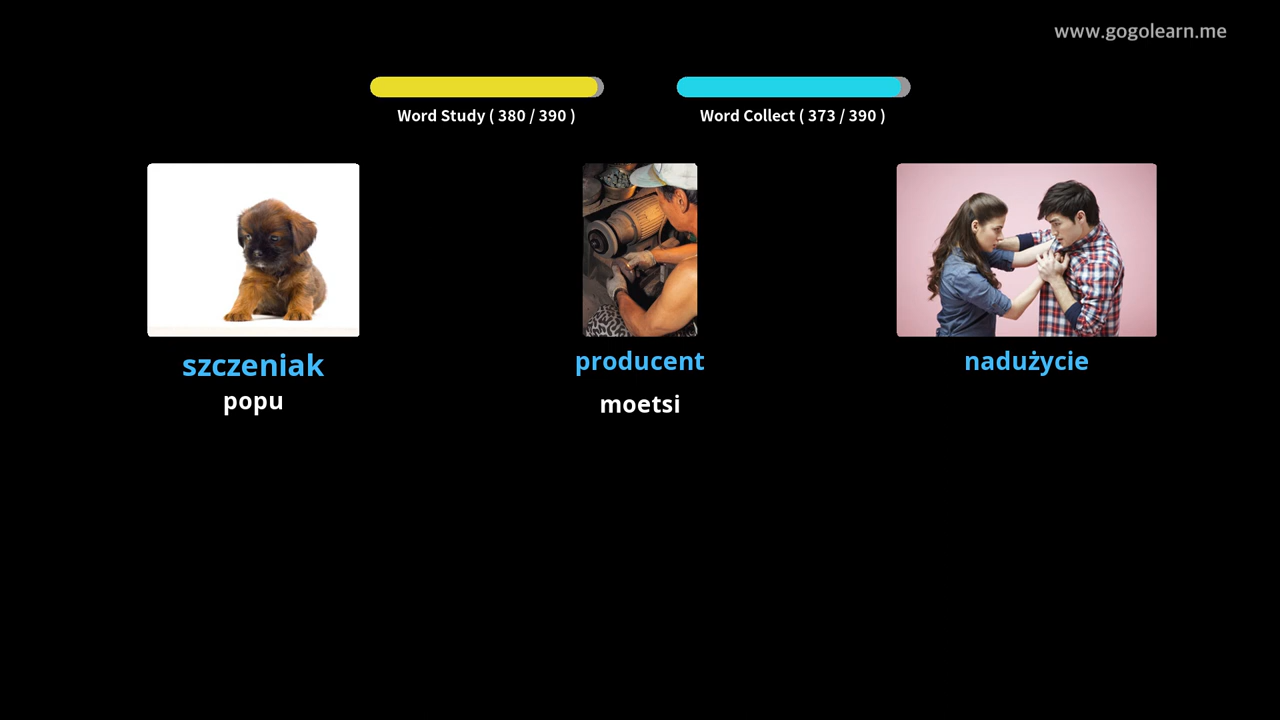 www.gogolearn.me
Word Study ( 380 / 390 )
Word Collect ( 373 / 390 )
szczeniak
popu
producent
moetsi
nadużycie